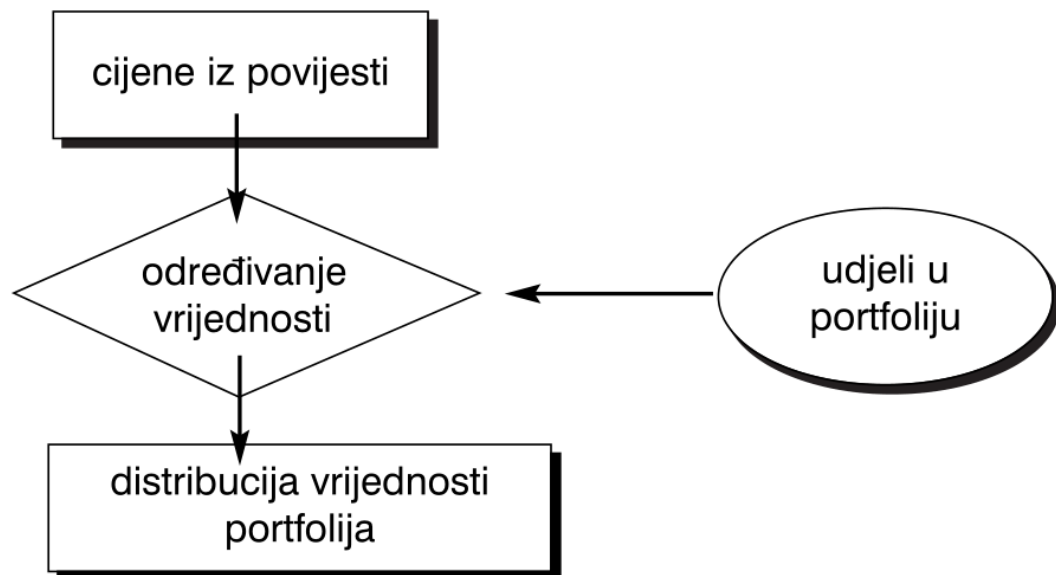 cijene iz povijesti
određivanje
vrijednosti
udjeli u
portfoliju
distribucija vrijednosti
portfolija